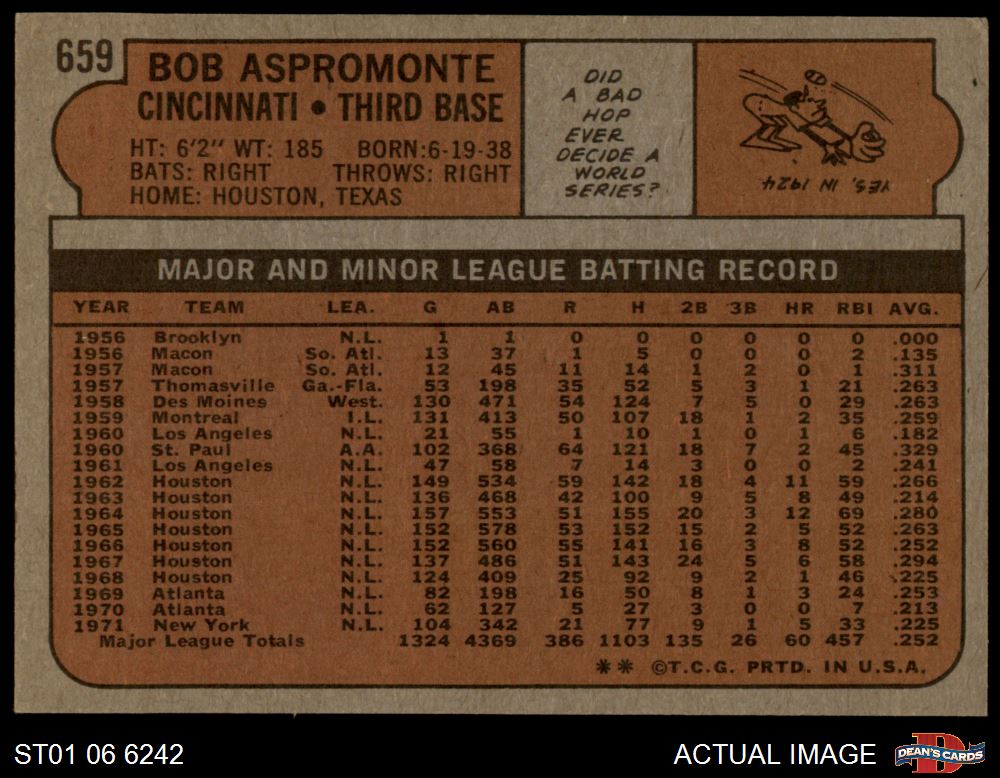 659
BOB ASPROMONTE
CINCINNATI • THIRD BASE
HT: 6'2" WT: 185 BORN:6-19-38
BATS: RIGHT THROWS: RIGHT
HOME: HOUSTON, TEXAS
DID
A BAD
HOP
EVER
DECIDE A
WORLD
SERIES?
YES, IN 1924
MAJOR AND MINOR LEAGUE BATTING RECORD
YEAR TEAM LEA. G AB R H 2B 3B HR RBI AVG.
1956 Brooklyn N.L. 1 1 0 0 0 0 0 0 .000
1956 Macon So. Atl. 13 37 1 5 0 0 0 2 .135
1957 Macon So. Atl. 12 45 11 14 1 2 0 1 .311
1957 Thomasville Ga.-Fla. 53 198 35 52 5 3 1 21 .263
1958 Des Moines West. 130 471 54 124 7 5 0 29 .263
1959 Montreal I.L. 131 413 50 107 18 1 2 35 .259
1960 Los Angeles N.L. 21 55 1 10 1 0 1 6 .182
1960 St. Paul A.A. 102 368 64 121 18 7 2 45 .329
1961 Los Angeles N.L. 47 58 7 14 3 0 0 2 .241
1962 Houston N.L. 149 534 59 142 18 4 11 59 .266
1963 Houston N.L. 136 468 42 100 9 5 8 49 .214
1964 Houston N.L. 157 553 51 155 20 3 12 69 .280
1965 Houston N.L. 152 578 53 152 15 2 5 52 .263
1966 Houston N.L. 152 560 55 141 16 3 8 52 .252
1967 Houston N.L. 137 486 51 143 24 5 6 58 .294
1968 Houston N.L. 124 409 25 92 9 2 1 46 .225
1969 Atlanta N.L. 82 198 16 50 8 1 3 24 .253
1970 Atlanta N.L. 62 127 5 27 3 0 0 7 .213
1971 New York N.L. 104 342 21 77 9 1 5 33 .225
Major League Totals 1324 4369 386 1103 135 26 60 457 .252
** ©T.C.G. PRTD. IN U.S.A.
ST01 06 6242
ACTUAL IMAGE
D
DEAN'S CARDS